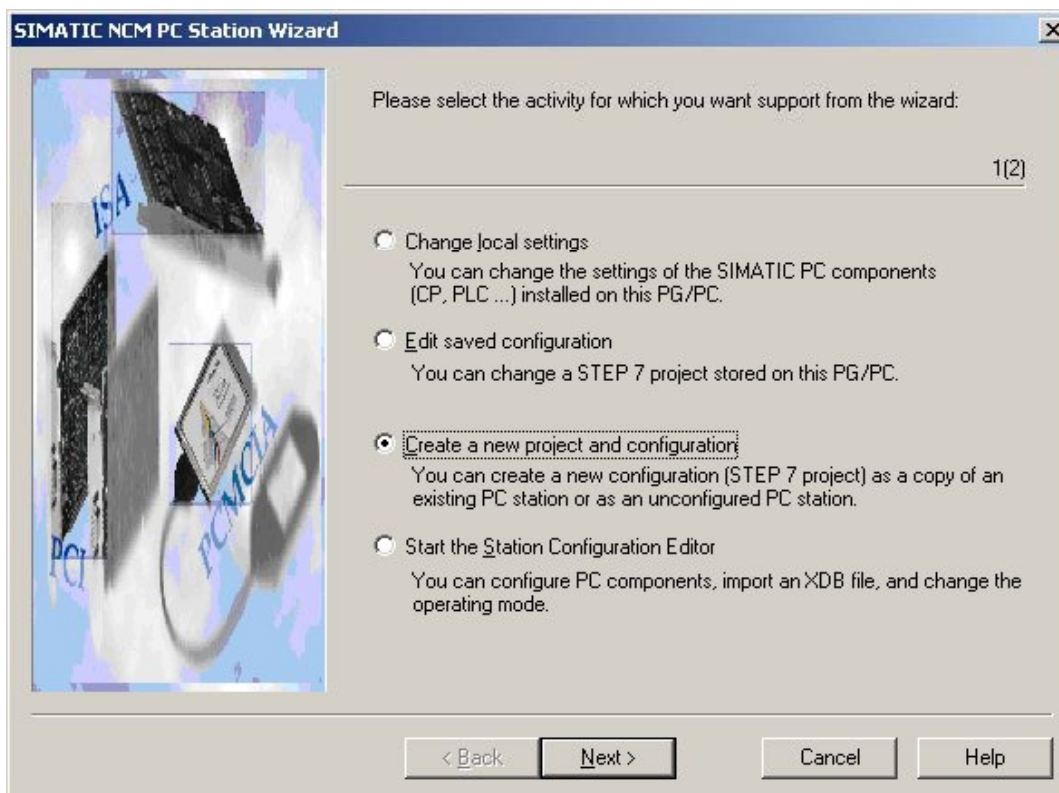 SIMATIC NCM PC Station Wizard
Please select the activity for which you want support from the wizard:
1(2)
ISA
PCI
PCMCIA
Change local settings
You can change the settings of the SIMATIC PC components
(CP, PLC ...) installed on this PG/PC.
Edit saved configuration
You can change a STEP 7 project stored on this PG/PC.
Create a new project and configuration
You can create a new configuration (STEP 7 project) as a copy of an
existing PC station or as an unconfigured PC station.
Start the Station Configuration Editor
You can configure PC components, import an XDB file, and change the
operating mode.
< Back
Next >
Cancel
Help